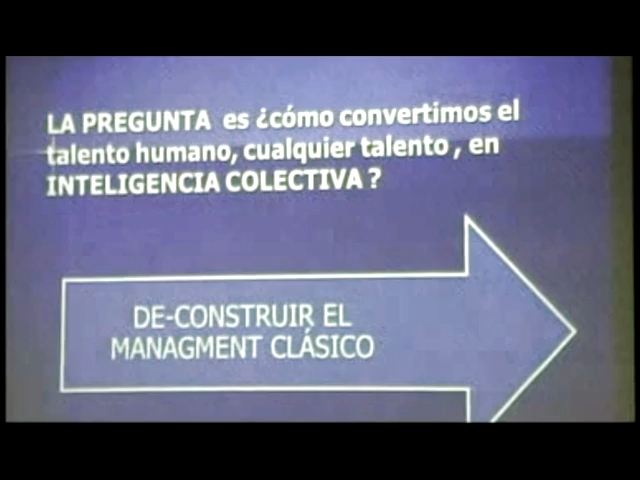 LA PREGUNTA es ¿cómo convertimos el
talento humano, cualquier talento , en
INTELIGENCIA COLECTIVA ?
DE-CONSTRUIR EL
MANAGMENT CLÁSICO